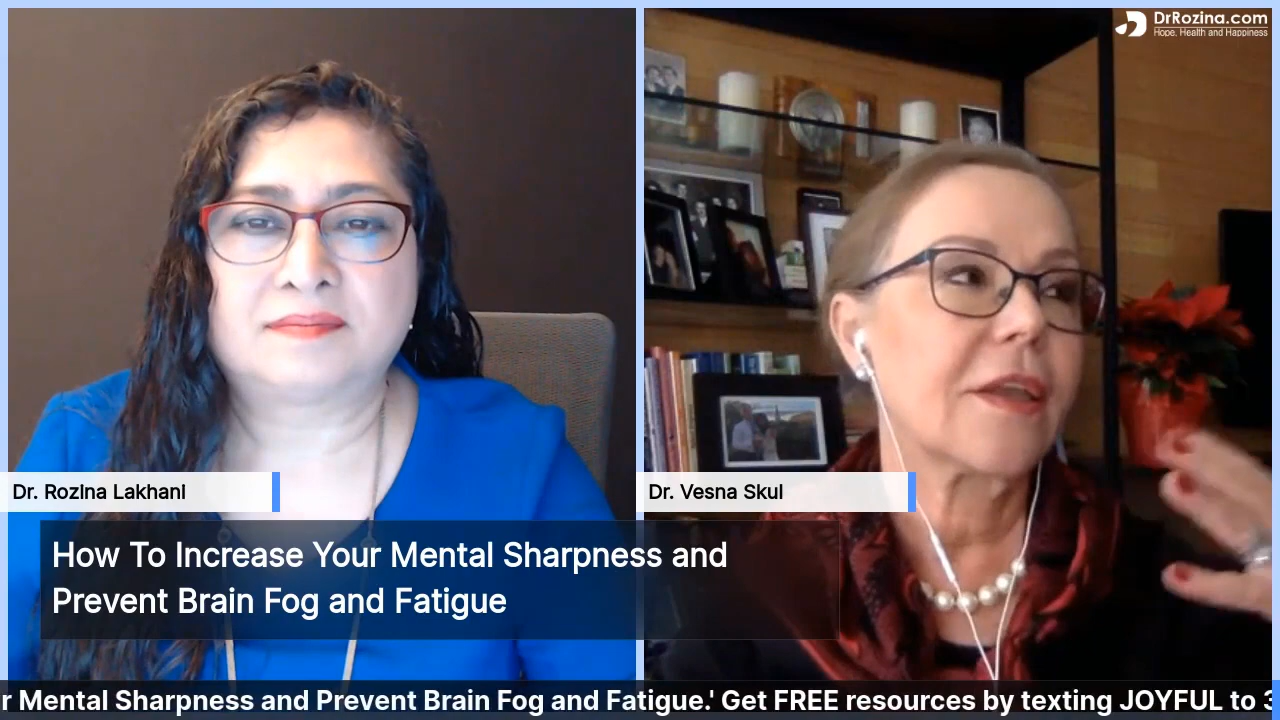 DrRozina.com
Hope, Health and Happiness
Dr. Rozina Lakhani
Dr. Vesna Skul
How To Increase Your Mental Sharpness and
Prevent Brain Fog and Fatigue
r Mental Sharpness and Prevent Brain Fog and Fatigue.' Get FREE resources by texting JOYFUL to 3